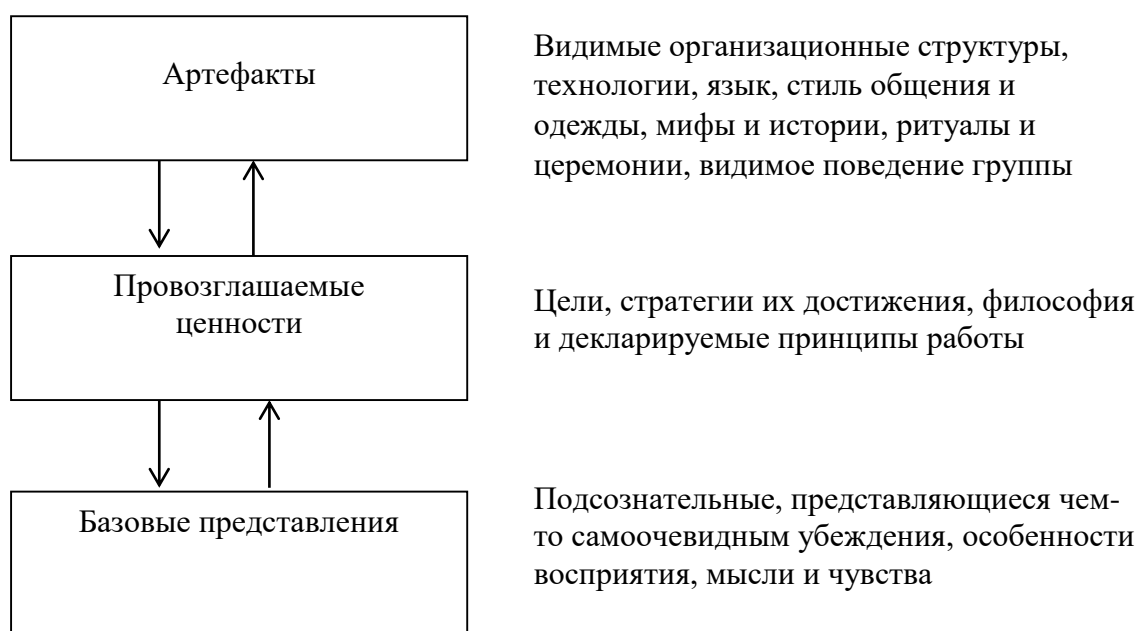 Артефакты
Видимые организационные структуры,
технологии, язык, стиль общения и
одежды, мифы и истории, ритуалы и
церемонии, видимое поведение группы
Провозглашаемые
ценности
Цели, стратегии их достижения, философия
и декларируемые принципы работы
Базовые представления
Подсознательные, представляющиеся чем-
то самоочевидным убеждения, особенности
восприятия, мысли и чувства